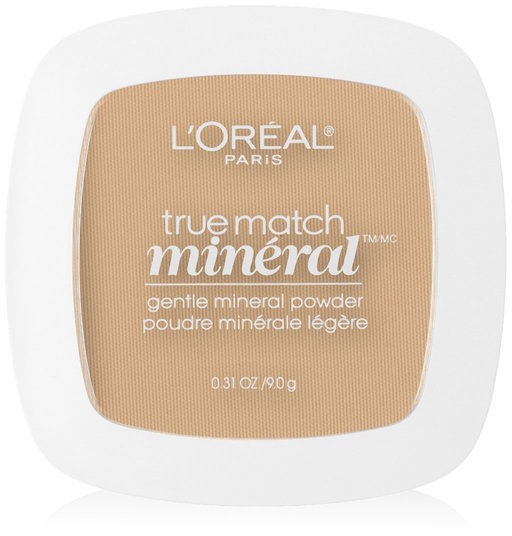 L'ORÉAL®
PARIS
true match
minéral™/MC
gentle mineral powder
poudre minérale légère
0.31 OZ /9.0 g